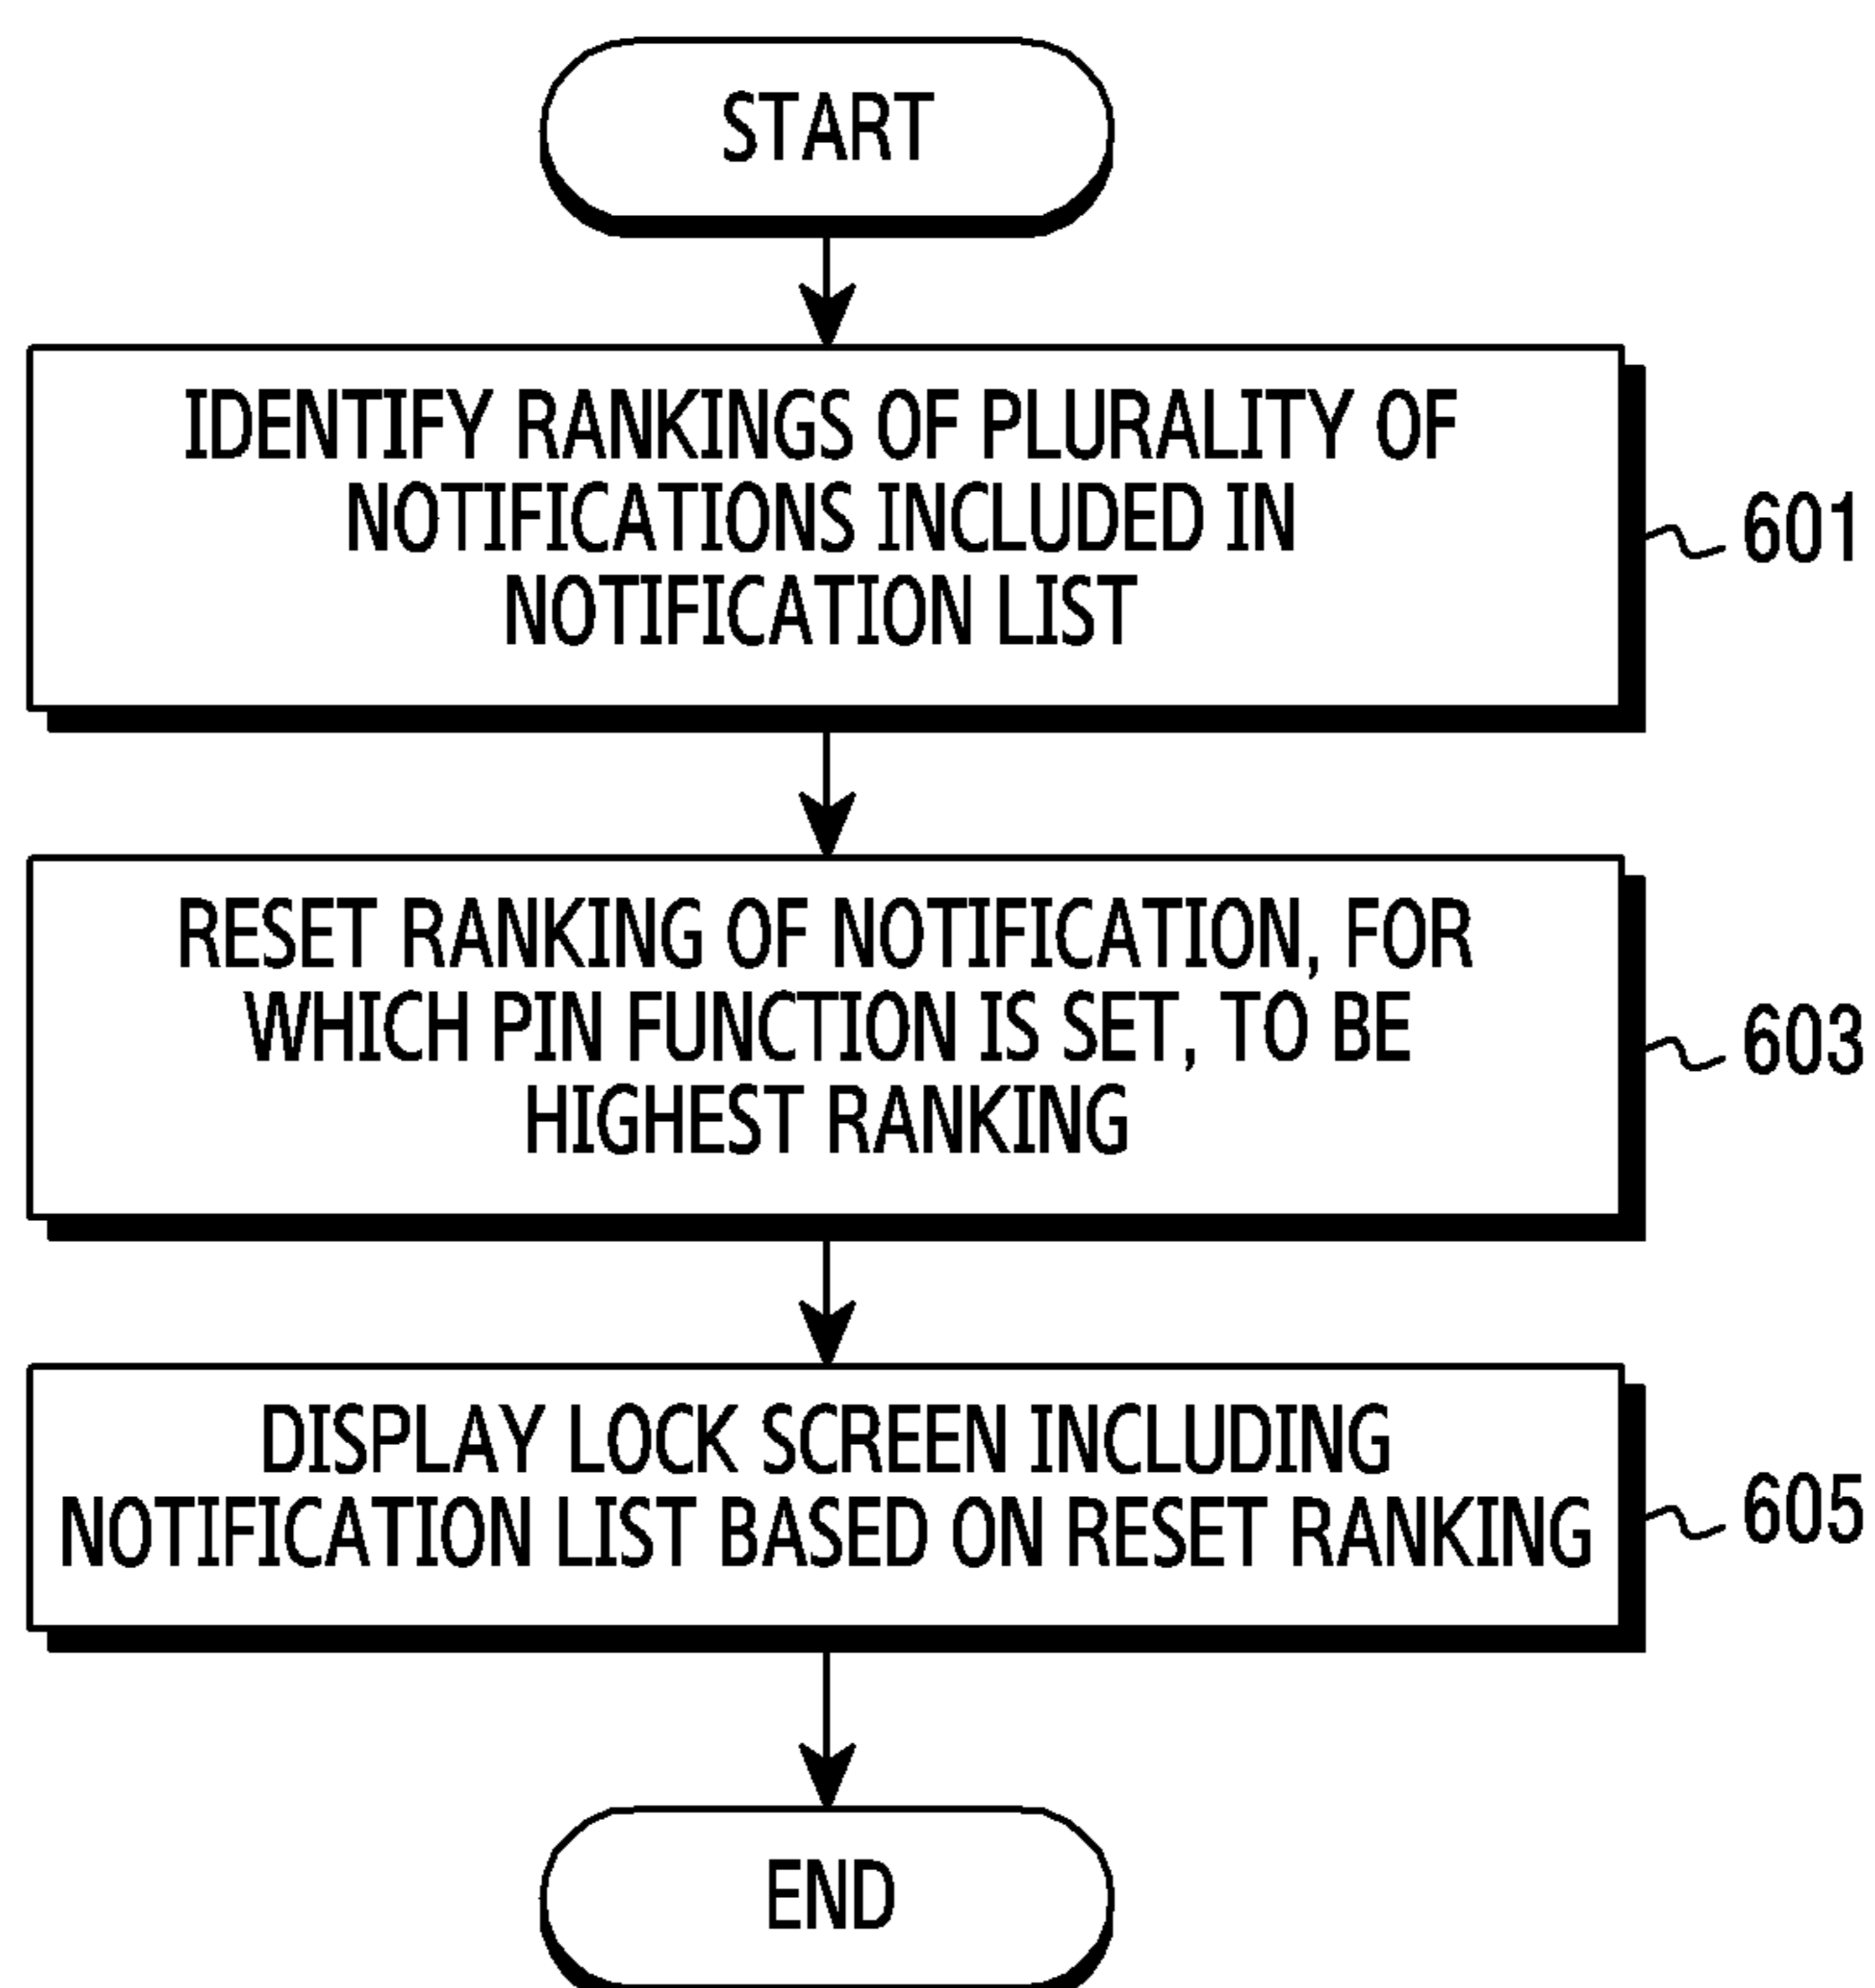 START
IDENTIFY RANKINGS OF PLURALITY OF
NOTIFICATIONS INCLUDED IN
NOTIFICATION LIST
601
RESET RANKING OF NOTIFICATION, FOR
WHICH PIN FUNCTION IS SET, TO BE
HIGHEST RANKING
603
DISPLAY LOCK SCREEN INCLUDING
NOTIFICATION LIST BASED ON RESET RANKING
605
END